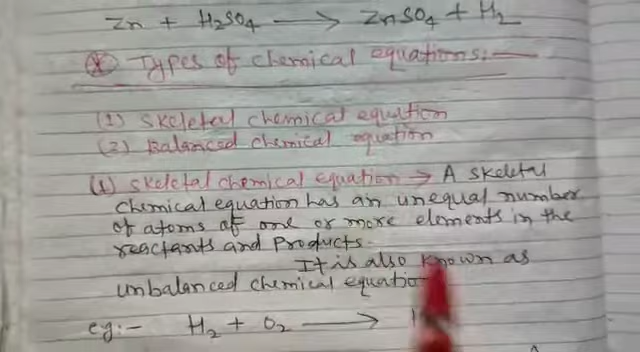 Zn + H2SO4 → ZnSO4 + H2
* Types of chemical equations:-
(1) Skeletal chemical equation
(2) Balanced chemical equation
(1) Skeletal chemical equation → A skeletal
chemical equation has an unequal number
of atoms of one or more elements in the
reactants and Products.
It is also known as
unbalanced chemical equation
eg:- H2 + O2 →